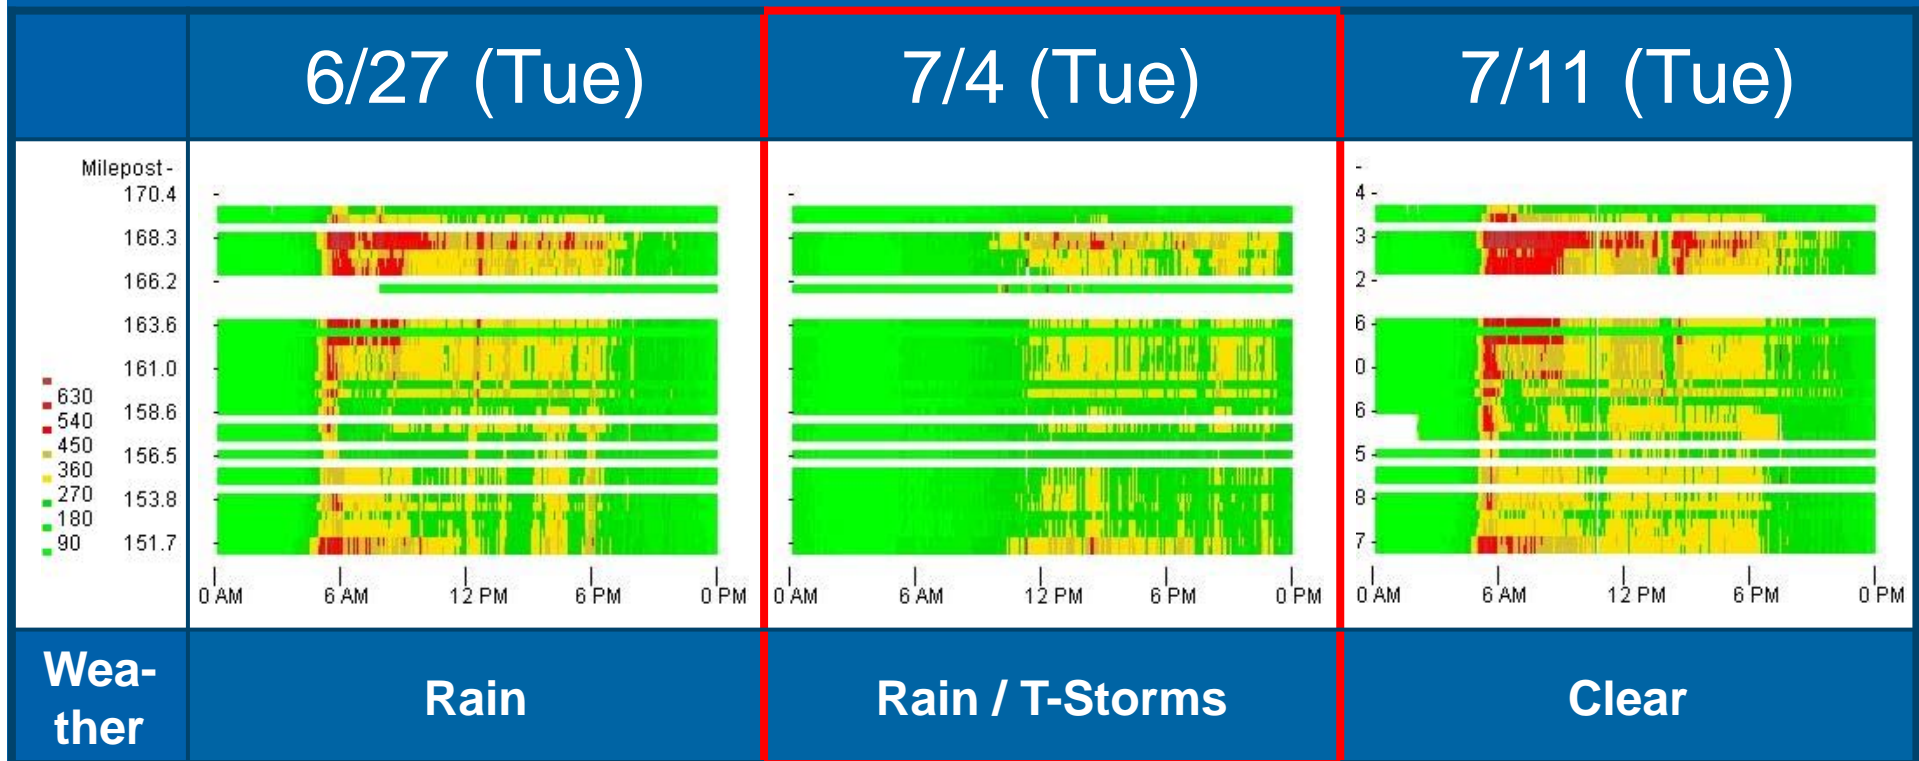 6/27 (Tue)
7/4 (Tue)
7/11 (Tue)
Milepost -
170.4 -
168.3 -
166.2 -
163.6 -
161.0 -
158.6 -
156.5 -
153.8 -
151.7 -
630
540
450
360
270
180
90
0 AM 6 AM 12 PM 6 PM 0 PM
0 AM 6 AM 12 PM 6 PM 0 PM
-
4 -
3 -
2 -
6 -
0 -
6 -
5 -
8 -
7 -
0 AM 6 AM 12 PM 6 PM 0 PM
Wea-
ther
Rain
Rain / T-Storms
Clear